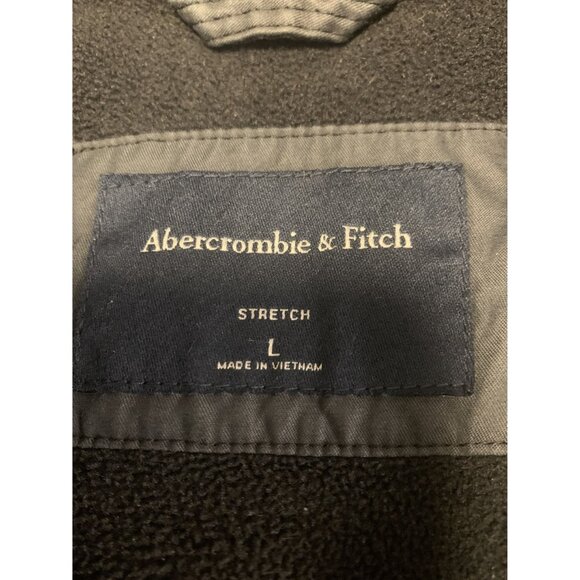 Abercrombie & Fitch
STRETCH
L
MADE IN VIETNAM